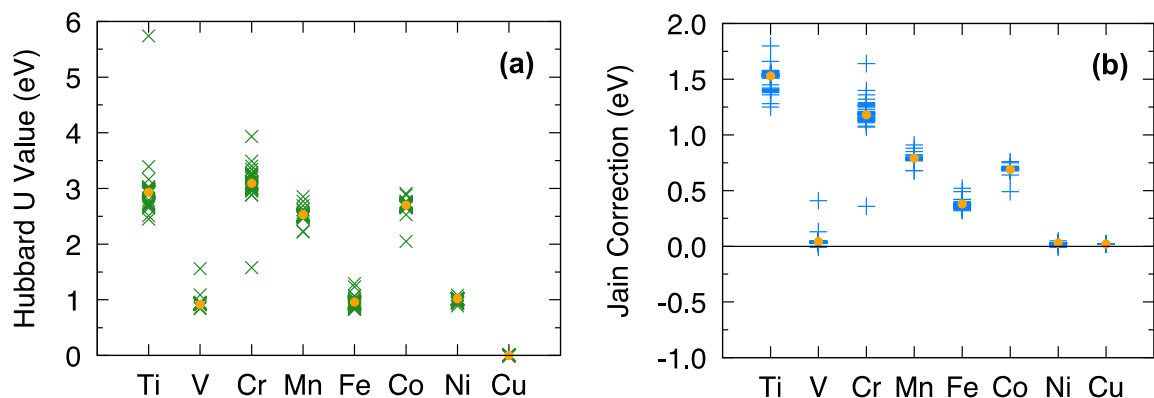 Hubbard U Value (eV)
6
5
4
3
2
1
0
(a)
Ti V Cr Mn Fe Co Ni Cu
Jain Correction (eV)
2.0
1.5
1.0
0.5
0.0
-0.5
-1.0
(b)
Ti V Cr Mn Fe Co Ni Cu